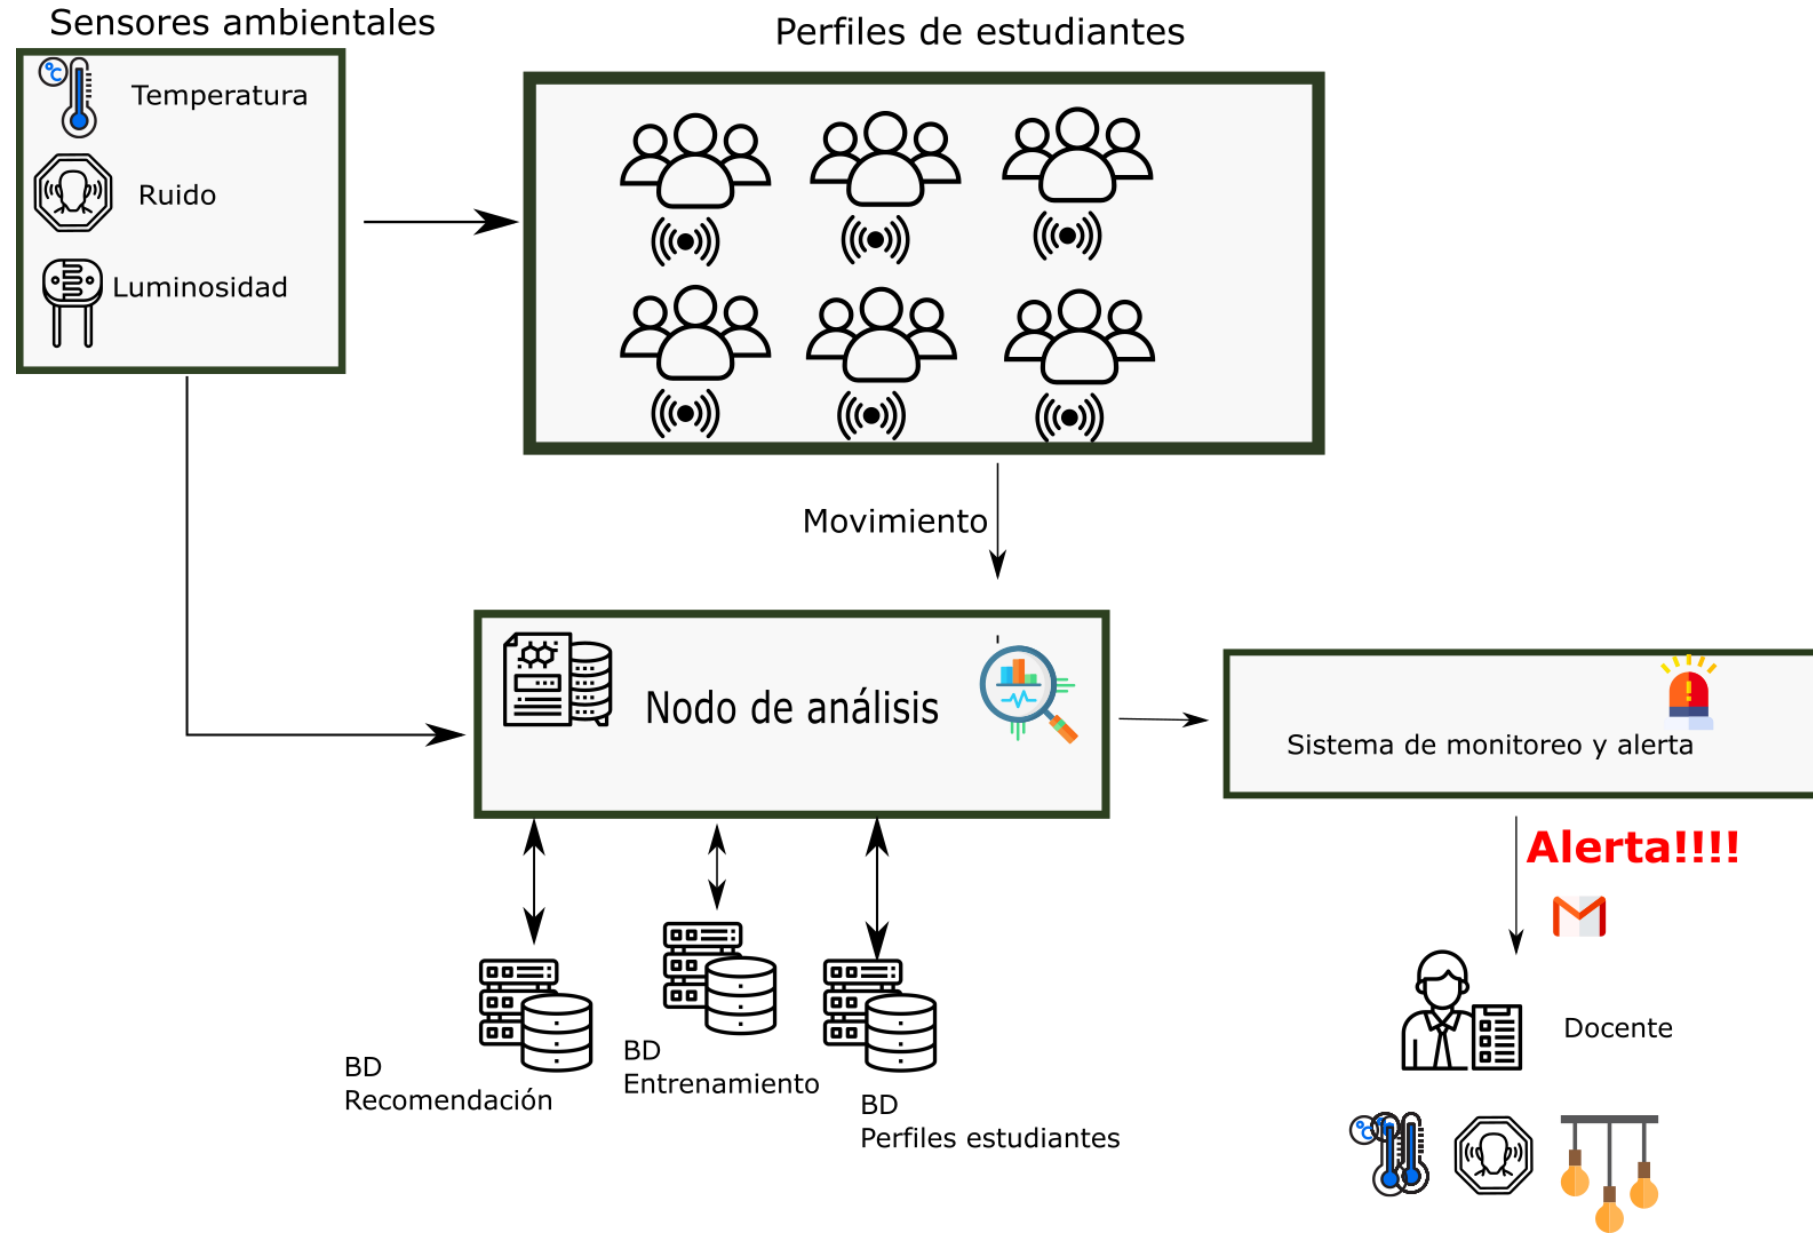 Sensores ambientales
Perfiles de estudiantes
°C
Temperatura
Ruido
Luminosidad
Movimiento
Nodo de análisis
Sistema de monitoreo y alerta
Alerta!!!!
BD
Recomendación
BD
Entrenamiento
BD
Perfiles estudiantes
Docente
°C